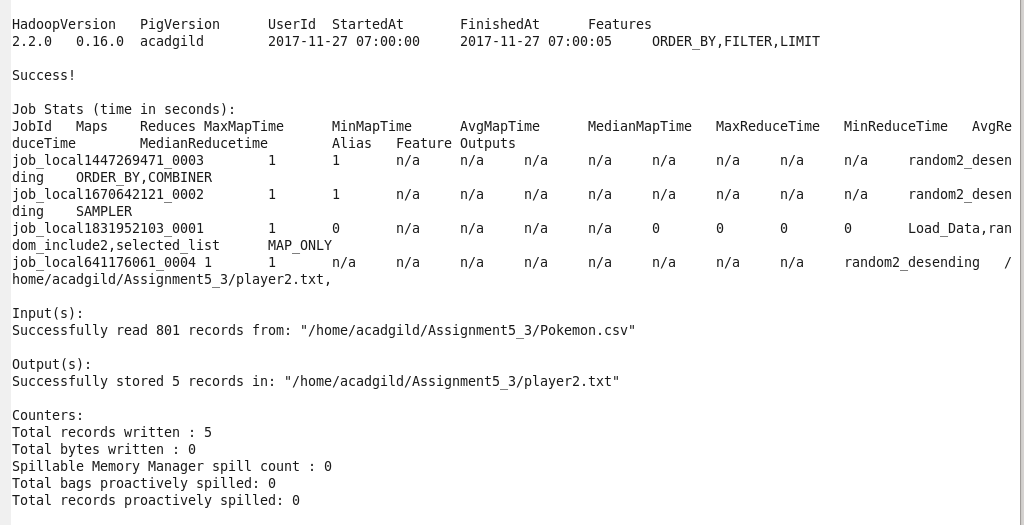 HadoopVersion PigVersion UserId StartedAt FinishedAt Features
2.2.0 0.16.0 acadgild 2017-11-27 07:00:00 2017-11-27 07:00:05 ORDER_BY,FILTER,LIMIT
Success!
Job Stats (time in seconds):
JobId Maps Reduces MaxMapTime MinMapTime AvgMapTime MedianMapTime MaxReduceTime MinReduceTime AvgRe
duceTime MedianReducetime Alias Feature Outputs
job_local1447269471_0003 1 1 n/a n/a n/a n/a n/a n/a n/a n/a random2_desen
ding ORDER_BY,COMBINER
job_local1670642121_0002 1 1 n/a n/a n/a n/a n/a n/a n/a n/a random2_desen
ding SAMPLER
job_local1831952103_0001 1 0 n/a n/a n/a n/a 0 0 0 0 Load_Data,ran
dom_include2,selected_list MAP_ONLY
job_local641176061_0004 1 1 n/a n/a n/a n/a n/a n/a n/a n/a random2_desending /
home/acadgild/Assignment5_3/player2.txt,
Input(s):
Successfully read 801 records from: "/home/acadgild/Assignment5_3/Pokemon.csv"
Output(s):
Successfully stored 5 records in: "/home/acadgild/Assignment5_3/player2.txt"
Counters:
Total records written : 5
Total bytes written : 0
Spillable Memory Manager spill count : 0
Total bags proactively spilled: 0
Total records proactively spilled: 0